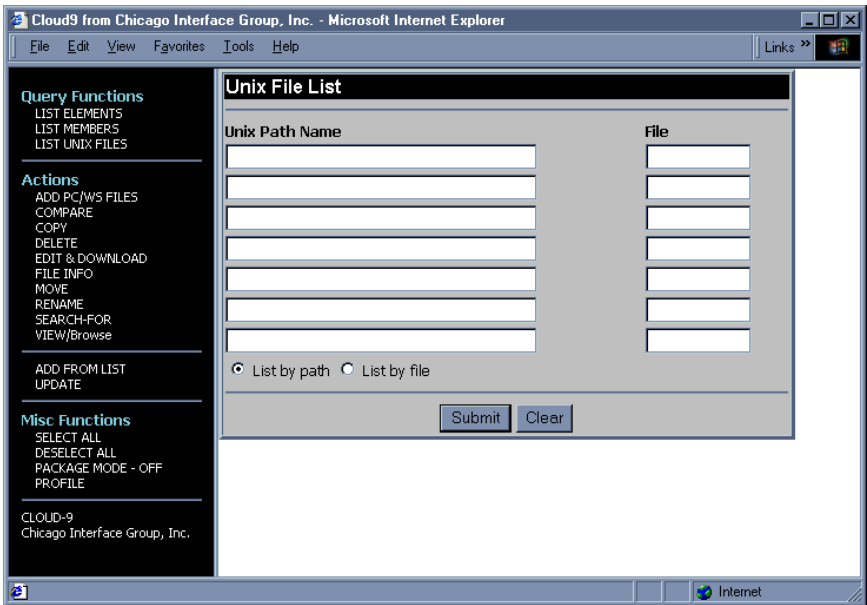 Cloud9 from Chicago Interface Group, Inc. - Microsoft Internet Explorer
File Edit View Favorites Tools Help Links »
Query Functions
LIST ELEMENTS
LIST MEMBERS
LIST UNIX FILES
Actions
ADD PC/WS FILES
COMPARE
COPY
DELETE
EDIT & DOWNLOAD
FILE INFO
MOVE
RENAME
SEARCH-FOR
VIEW/Browse
ADD FROM LIST
UPDATE
Misc Functions
SELECT ALL
DESELECT ALL
PACKAGE MODE - OFF
PROFILE
CLOUD-9
Chicago Interface Group, Inc.
Unix File List
Unix Path Name File
List by path List by file
Submit Clear
Internet